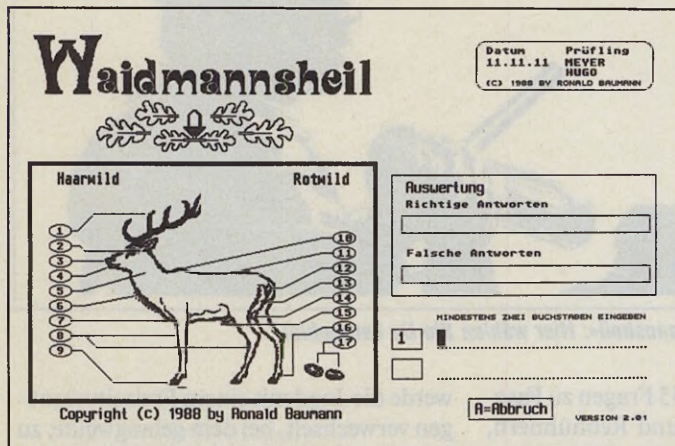 Waidmannsheil
Datum Prüfling
11.11.11 MEYER
HUGO
(C) 1988 BY RONALD BAUMANN
Haarwild Rotwild
1
2
3
4
5
6
7
8
9
10
11
12
13
14
15
16
17
Copyright (c) 1988 by Ronald Baumann
Auswertung
Richtige Antworten
Falsche Antworten
MINDESTENS ZWEI BUCHSTABEN EINGEBEN
1
A=Abbruch
VERSION 2.01